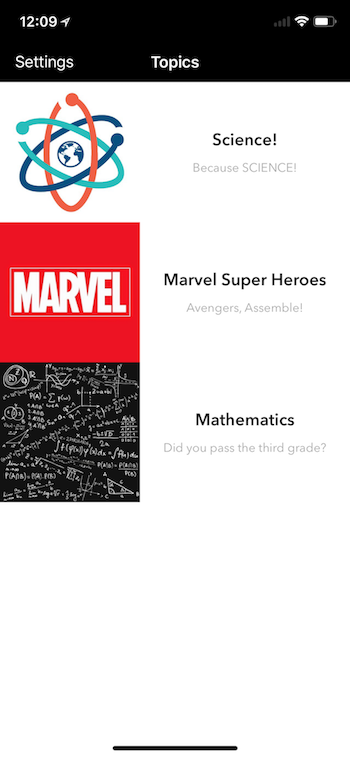 12:09
Settings
Topics
Science!
Because SCIENCE!
MARVEL
Marvel Super Heroes
Avengers, Assemble!
Mathematics
Did you pass the third grade?